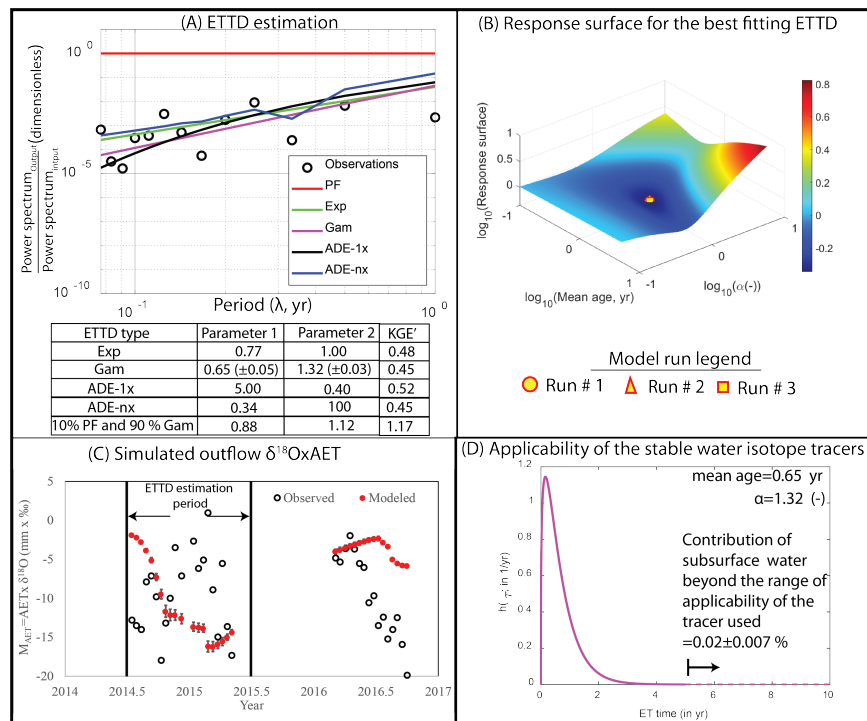 (A) ETTD estimation
Power spectrum Output
Power spectrum Inpput
(dimensionless)
10^0
10^-5
10^-10
Observations
PF
Exp
Gam
ADE-1x
ADE-nx
10^-1
10^0
Period (λ, yr)
ETTD type Parameter 1 Parameter 2 KGE'
Exp 0.77 1.00 0.48
Gam 0.65 (±0.05) 1.32 (±0.03) 0.45
ADE-1x 5.00 0.40 0.52
ADE-nx 0.34 100 0.45
10% PF and 90 % Gam 0.88 1.12 1.17
(B) Response surface for the best fitting ETTD
log10(Response surface)
1
0.5
0
-1
0
1
-1
0
1
log10(Mean age, yr)
log10(α(-))
0.8
0.6
0.4
0.2
0
-0.2
Model run legend
Run # 1 Run # 2 Run # 3
(C) Simulated outflow δ18OxAET
ETTD estimation
period
Observed
Modeled
MAET=AETx δ18O (mm x ‰)
5
0
-5
-10
-15
-20
2014 2014.5 2015 2015.5 2016 2016.5 2017
Year
(D) Applicability of the stable water isotope tracers
mean age=0.65 yr
α=1.32 (-)
Contribution of
subsurface water
beyond the range of
applicability of the
tracer used
=0.02±0.007 %
h(τ; in 1/yr)
1.2
1
0.8
0.6
0.4
0.2
0
0 2 4 6 8 10
ET time (in yr)